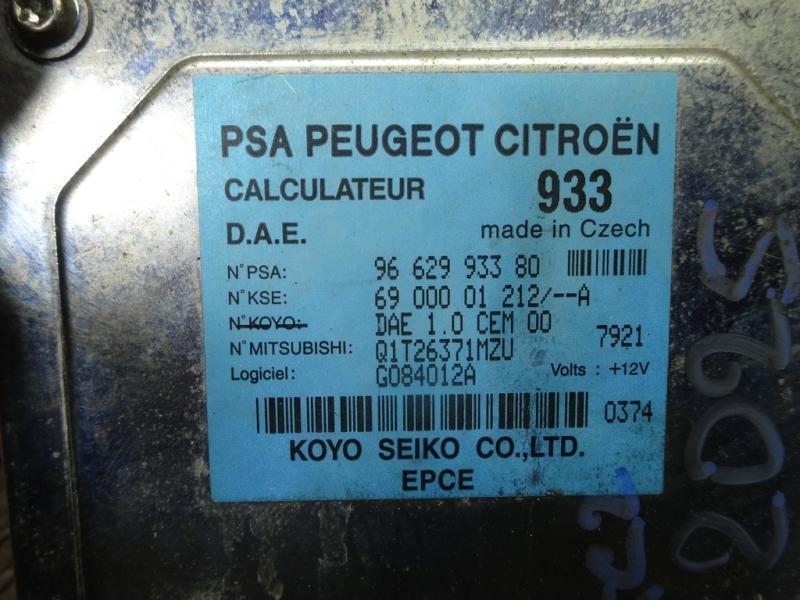 PSA PEUGEOT CITROËN
CALCULATEUR 933
D.A.E. made in Czech
N°PSA: 96 629 933 80
N°KSE: 69 000 01 212/--A
N°KOYO: DAE 1.0 CEM 00
7921
N°MITSUBISHI: Q1T26371MZU
Logiciel: G084012A Volts : +12V
0374
KOYO SEIKO CO.,LTD.
EPCE